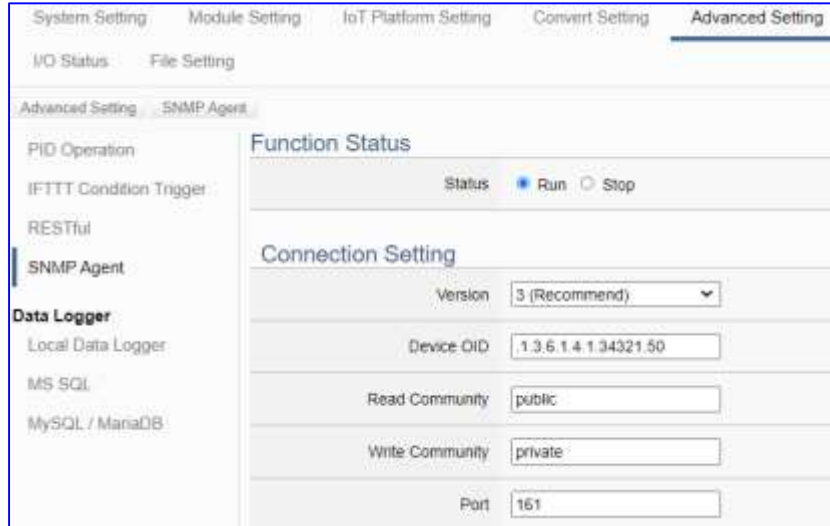 System Setting Module Setting IoT Platform Setting Convert Setting Advanced Setting
I/O Status File Setting
Advanced Setting SNMP Agent
PID Operation
IFTTT Condition Trigger
RESTful
SNMP Agent
Data Logger
Local Data Logger
MS SQL
MySQL / MariaDB
Function Status
Status Run Stop
Connection Setting
Version 3 (Recommend)
Device OID .1.3.6.1.4.1.34321.50
Read Community public
Write Community private
Port 161